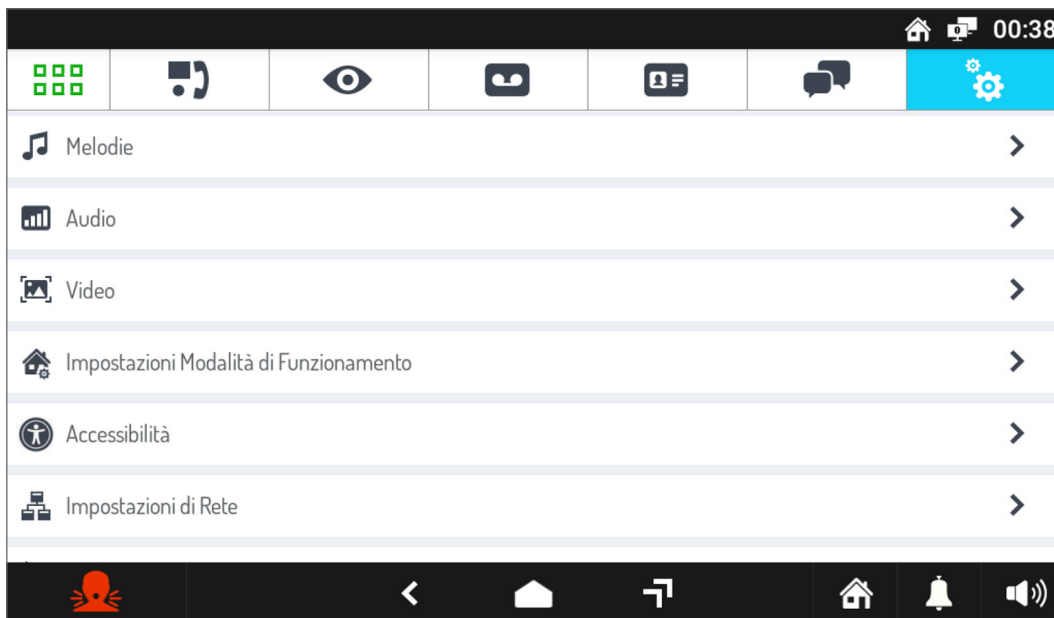 00:38
Melodie
Audio
Video
Impostazioni Modalità di Funzionamento
Accessibilità
Impostazioni di Rete